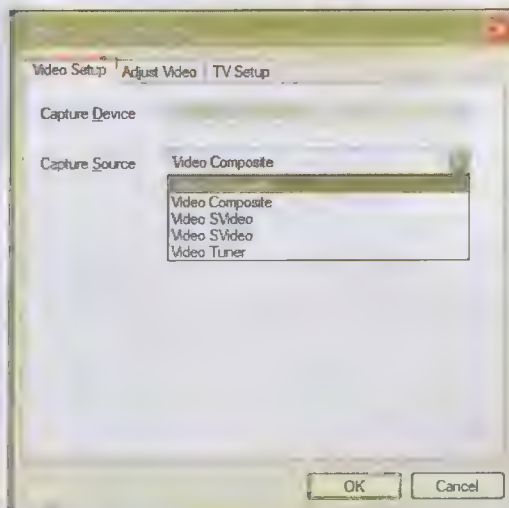 Video Setup Adjust Video TV Setup
Capture Device
Capture Source Video Composite
Video Composite
Video SVideo
Video SVideo
Video Tuner
OK Cancel